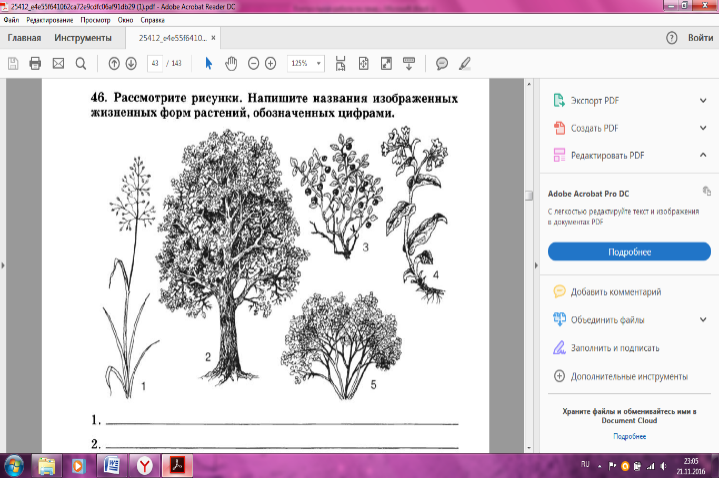 25412_e4e55f641062ca72e9cdfc06af91db29 (1).pdf - Adobe Acrobat Reader DC
Файл Редактирование Просмотр Окно Справка
Главная Инструменты 25412_e4e55f6410... × Войти
43 / 143 125%
46. Рассмотрите рисунки. Напишите названия изображенных
жизненных форм растений, обозначенных цифрами.
1
2
3
4
5
1.
2.
Экспорт PDF
Создать PDF
Редактировать PDF
Adobe Acrobat Pro DC
С легкостью редактируйте текст и изображения
в документах PDF
Подробнее
Добавить комментарий
Объединить файлы
Заполнить и подписать
Дополнительные инструменты
Храните файлы и обменивайтесь ими в
Document Cloud
Подробнее
RU 23:05
21.11.2016